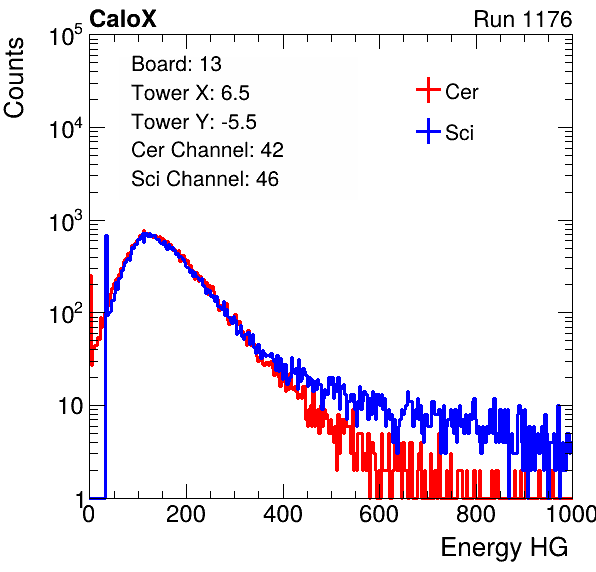 CaloX Run 1176
Counts
10^5
10^4
10^3
10^2
10
1
Board: 13
Tower X: 6.5
Tower Y: -5.5
Cer Channel: 42
Sci Channel: 46
Cer
Sci
0 200 400 600 800 1000
Energy HG